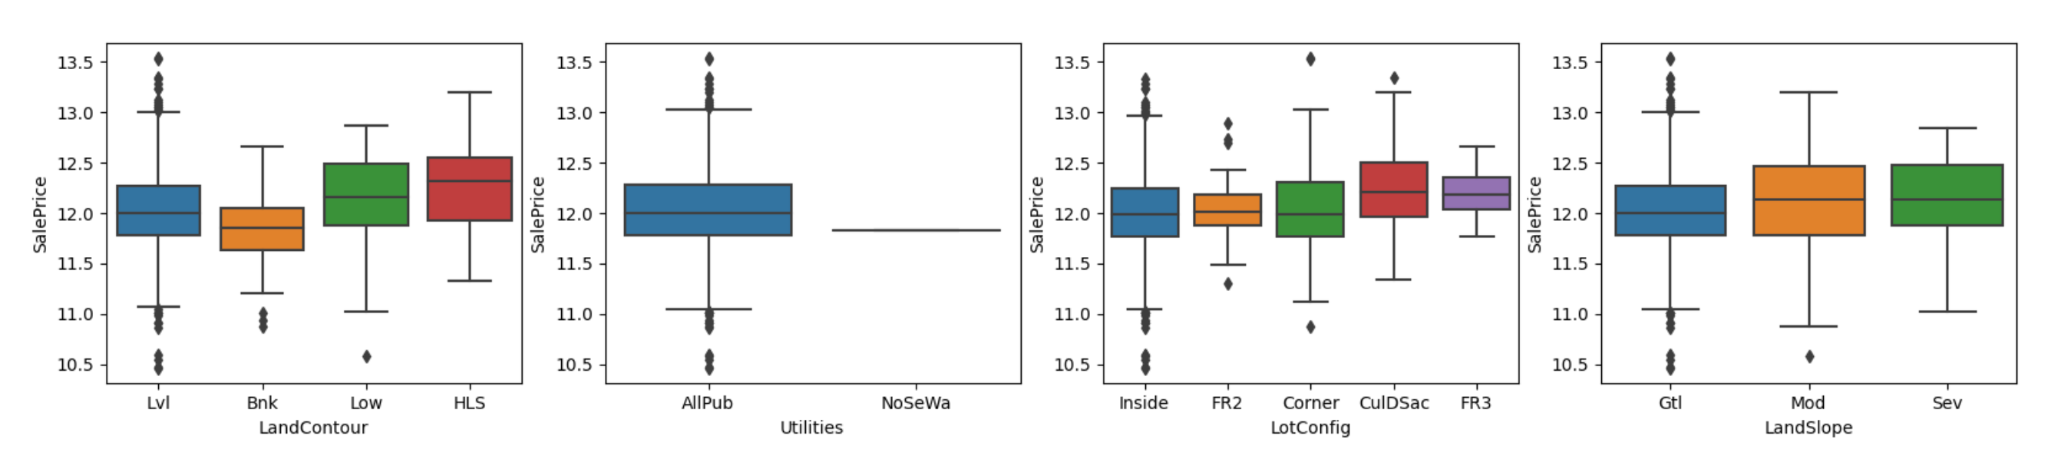 SalePrice
13.5
13.0
12.5
12.0
11.5
11.0
10.5
Lvl Bnk Low HLS
LandContour
SalePrice
13.5
13.0
12.5
12.0
11.5
11.0
10.5
AllPub NoSeWa
Utilities
SalePrice
13.5
13.0
12.5
12.0
11.5
11.0
10.5
Inside FR2 Corner CulDSac FR3
LotConfig
SalePrice
13.5
13.0
12.5
12.0
11.5
11.0
10.5
Gtl Mod Sev
LandSlope